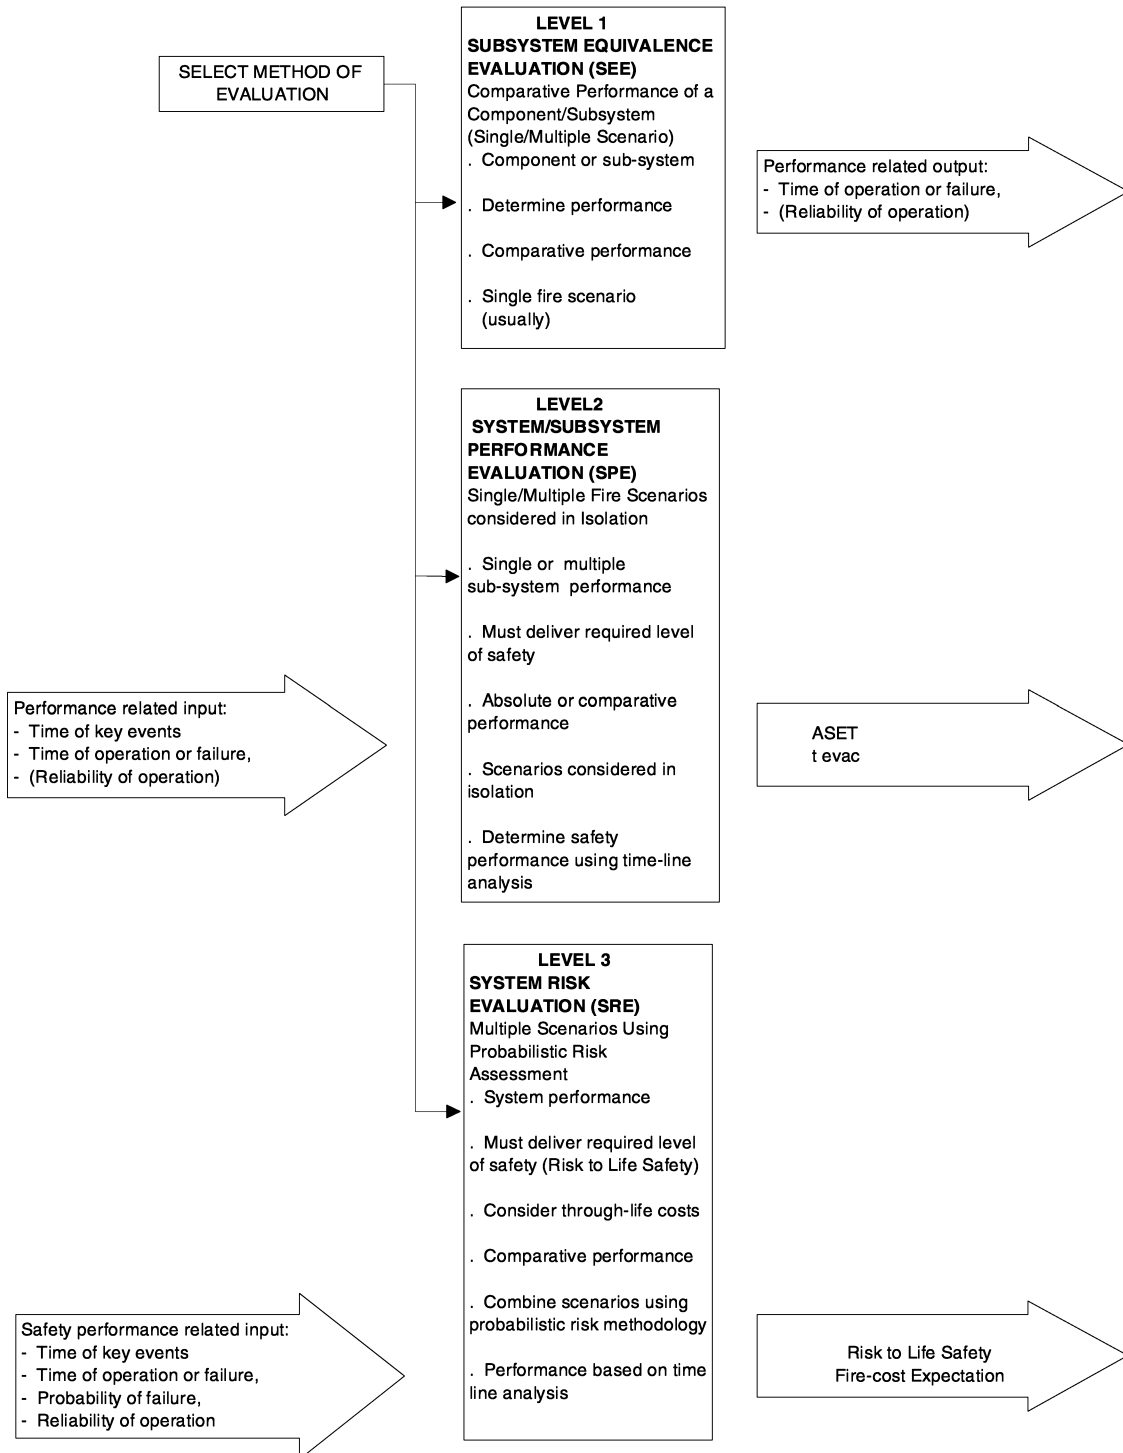 SELECT METHOD OF
EVALUATION
LEVEL 1
SUBSYSTEM EQUIVALENCE
EVALUATION (SEE)
Comparative Performance of a
Component/Subsystem
(Single/Multiple Scenario)
. Component or sub-system
. Determine performance
. Comparative performance
. Single fire scenario
(usually)
Performance related output:
- Time of operation or failure,
- (Reliability of operation)
LEVEL2
SYSTEM/SUBSYSTEM
PERFORMANCE
EVALUATION (SPE)
Single/Multiple Fire Scenarios
considered in Isolation
. Single or multiple
sub-system performance
. Must deliver required level
of safety
. Absolute or comparative
performance
. Scenarios considered in
isolation
. Determine safety
performance using time-line
analysis
Performance related input:
- Time of key events
- Time of operation or failure,
- (Reliability of operation)
ASET
t evac
LEVEL 3
SYSTEM RISK
EVALUATION (SRE)
Multiple Scenarios Using
Probabilistic Risk
Assessment
. System performance
. Must deliver required level
of safety (Risk to Life Safety)
. Consider through-life costs
. Comparative performance
. Combine scenarios using
probabilistic risk methodology
. Performance based on time
line analysis
Safety performance related input:
- Time of key events
- Time of operation or failure,
- Probability of failure,
- Reliability of operation
Risk to Life Safety
Fire-cost Expectation